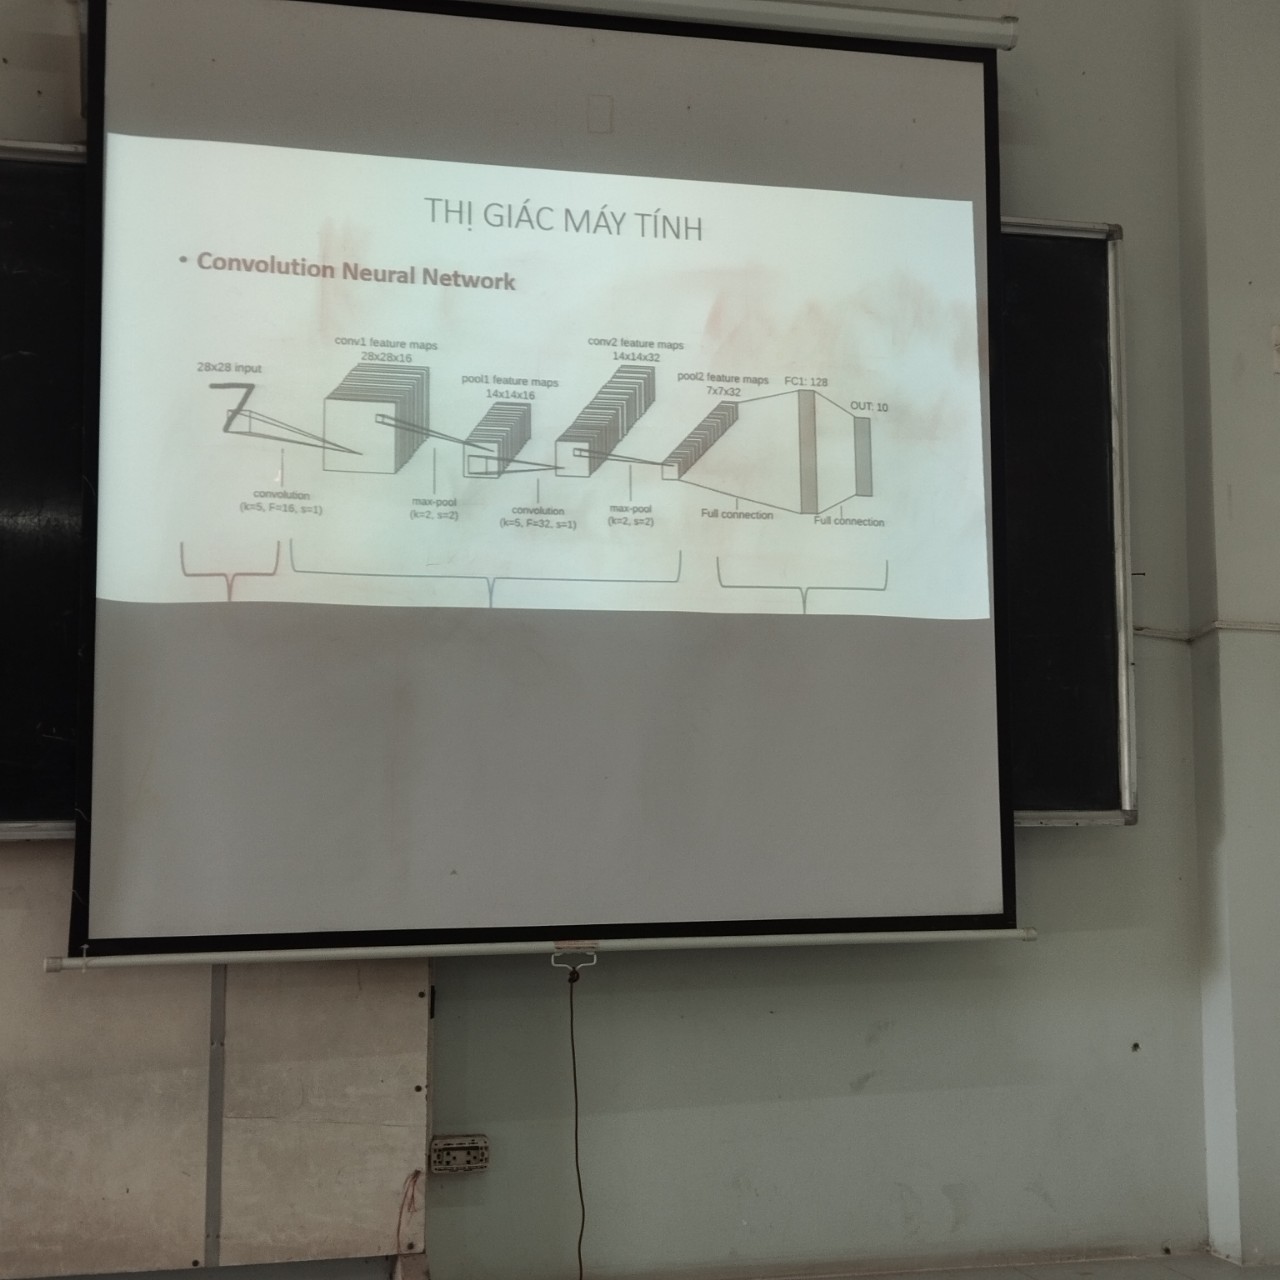 THỊ GIÁC MÁY TÍNH
• Convolution Neural Network
28x28 input
conv1 feature maps
28x28x16
pool1 feature maps
14x14x16
conv2 feature maps
14x14x32
pool2 feature maps
7x7x32
FC1: 128
OUT: 10
convolution
(k=5, F=16, s=1)
max-pool
(k=2, s=2)
convolution
(k=5, F=32, s=1)
max-pool
(k=2, s=2)
Full connection
Full connection